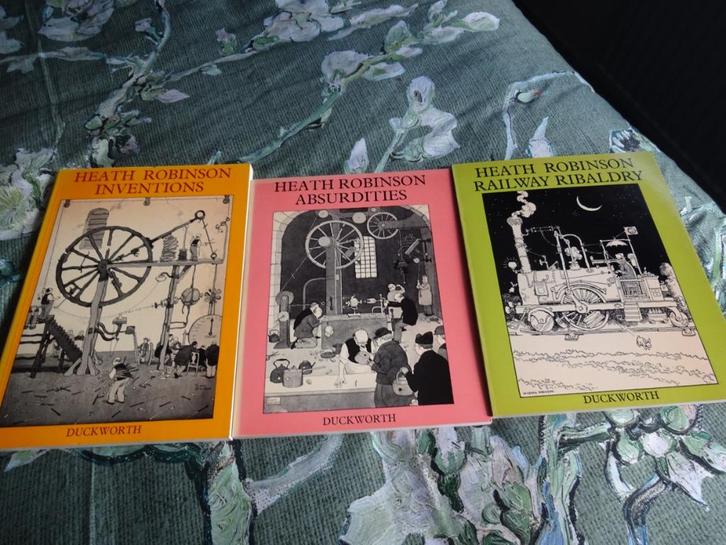 HEATH ROBINSON
INVENTIONS
DUCKWORTH
HEATH ROBINSON
ABSURDITIES
DUCKWORTH
HEATH ROBINSON
RAILWAY RIBALDRY
DUCKWORTH